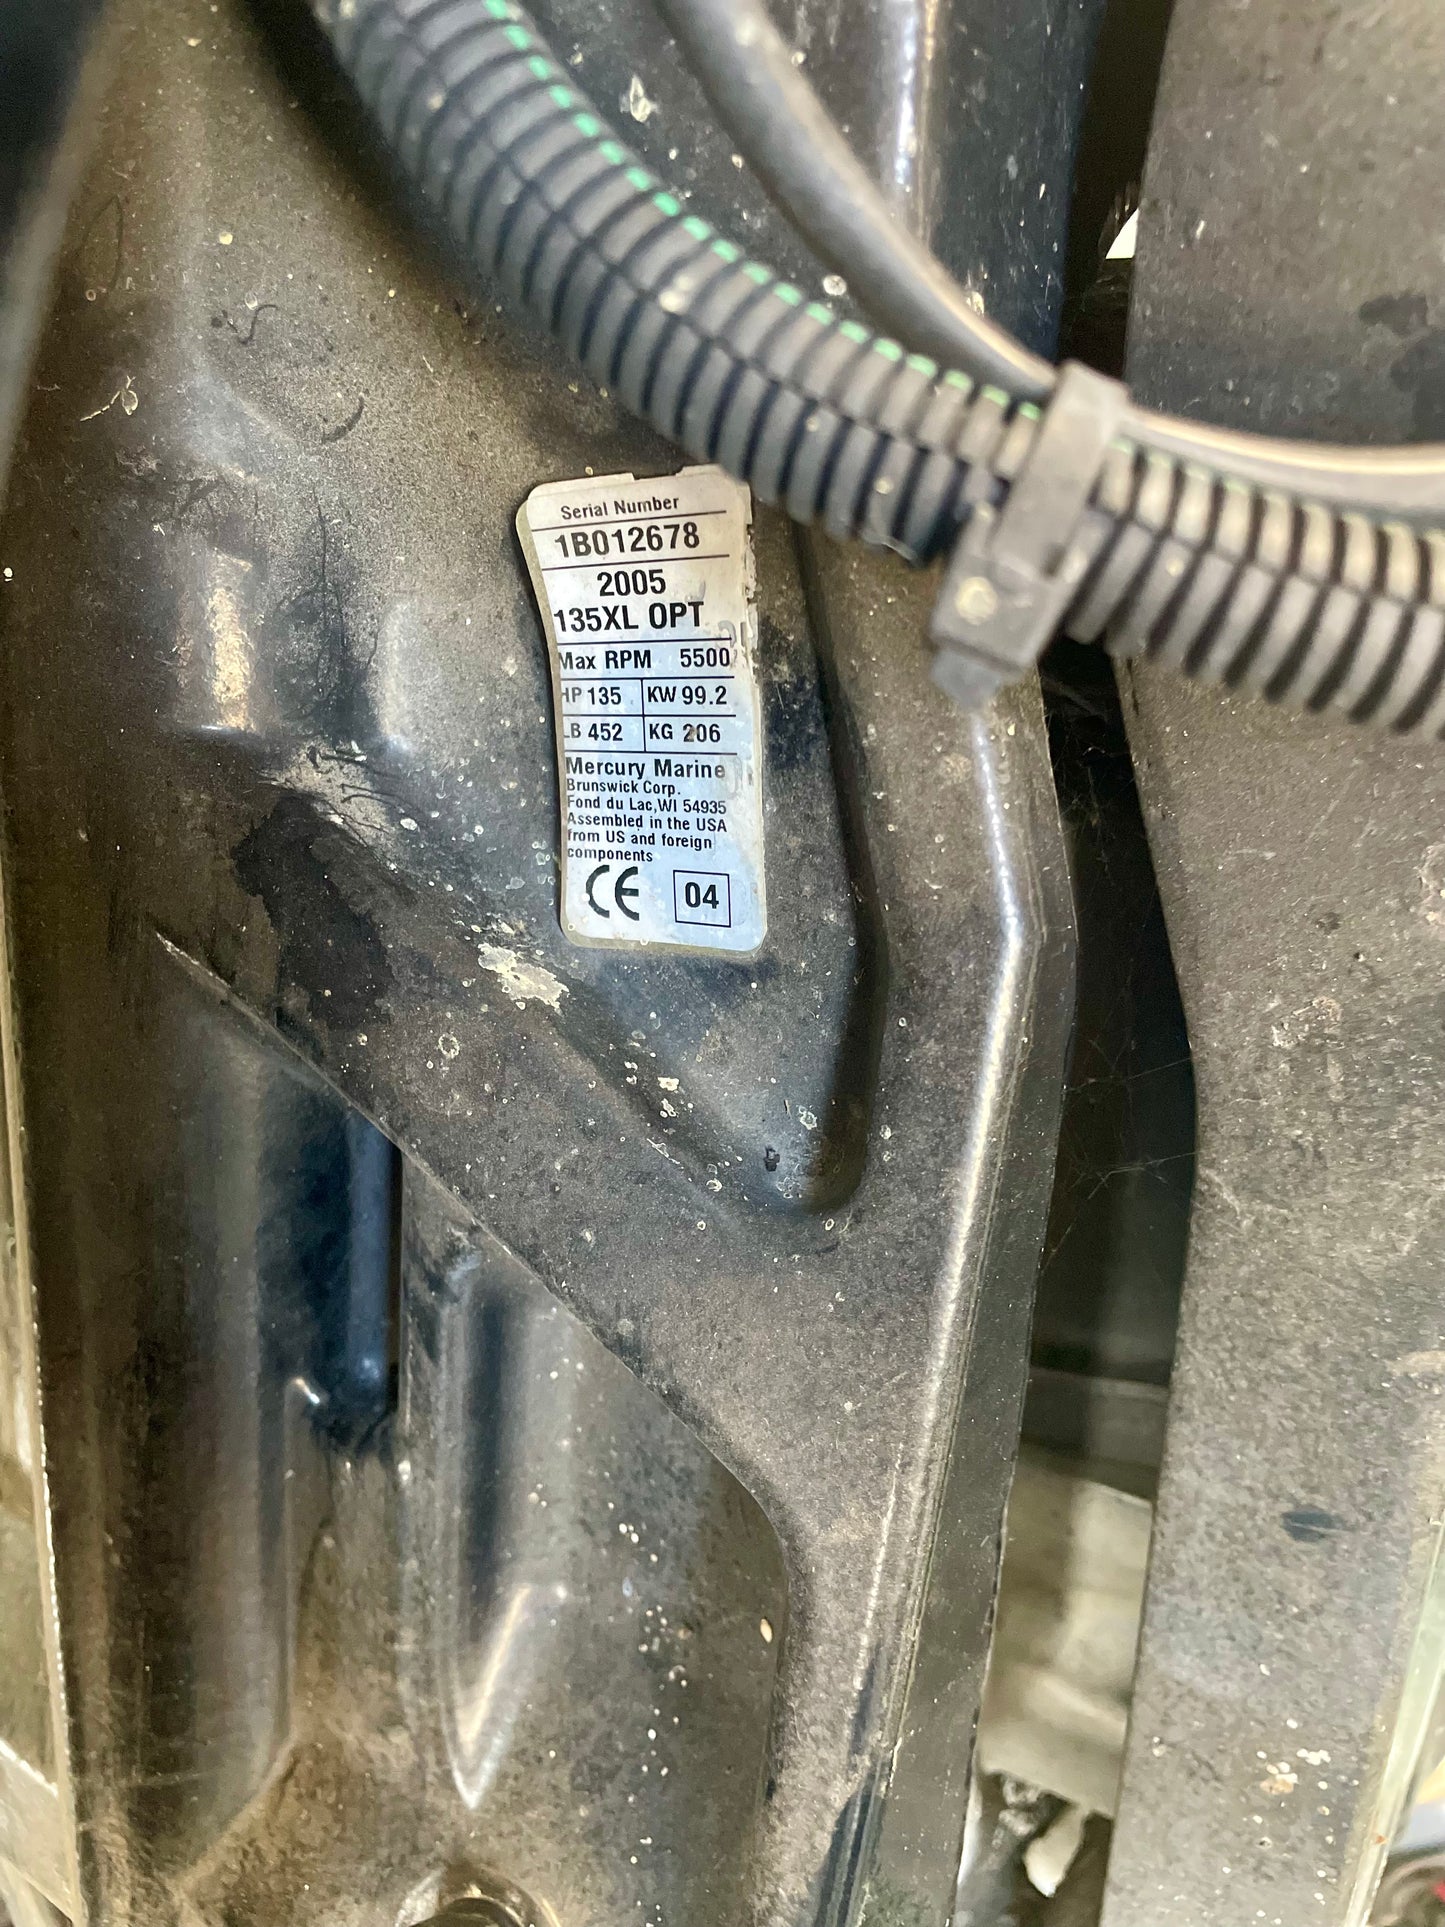 Serial Number
1B012678
2005
135XL OPT
Max RPM 5500
HP 135 KW 99.2
LB 452 KG 206
Mercury Marine
Brunswick Corp.
Fond du Lac,WI 54935
Assembled in the USA
from US and foreign
components
CE 04